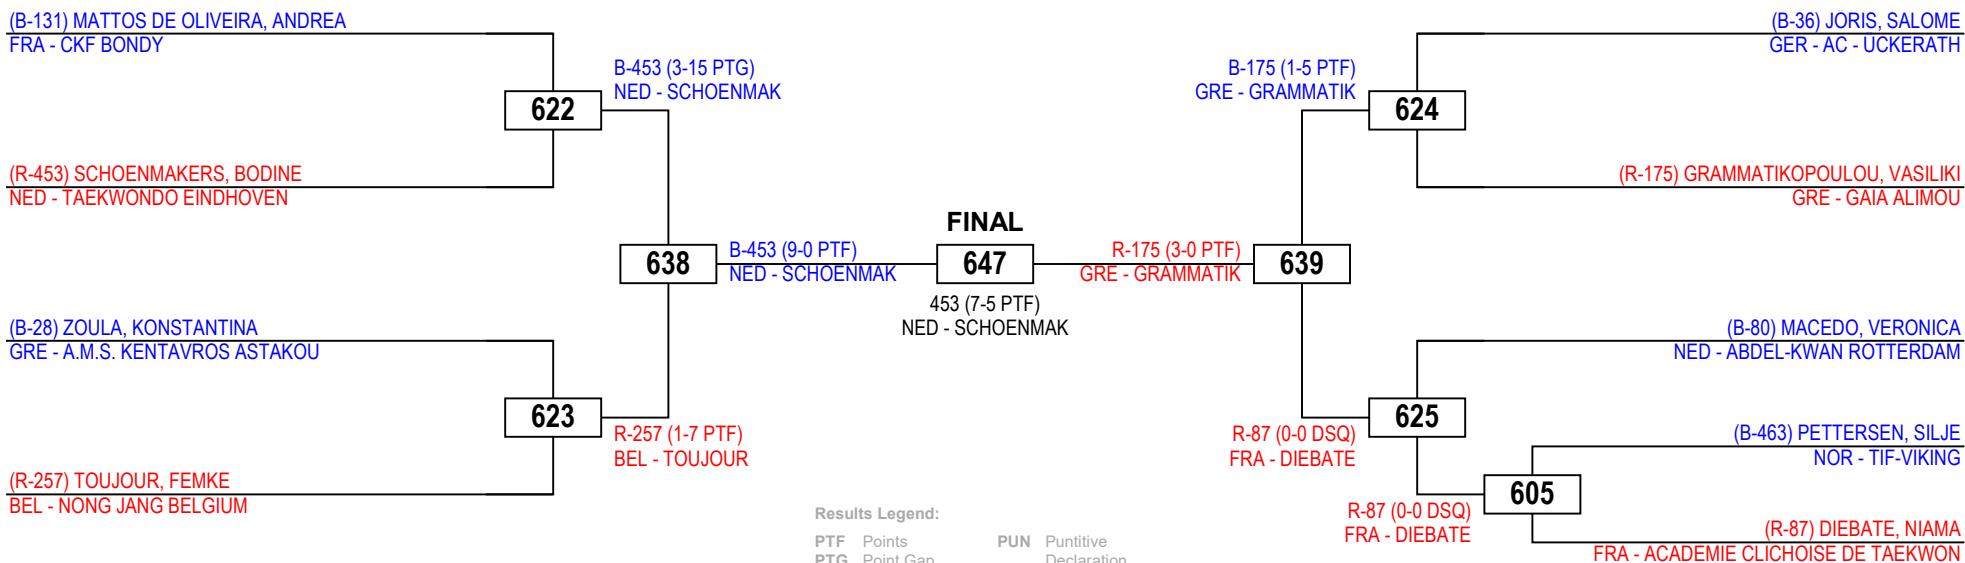 (B-131) MATTOS DE OLIVEIRA, ANDREA
FRA - CKF BONDY
B-453 (3-15 PTG)
NED - SCHOENMAK
622
(R-453) SCHOENMAKERS, BODINE
NED - TAEKWONDO EINDHOVEN
638
B-453 (9-0 PTF)
NED - SCHOENMAK
(B-28) ZOULA, KONSTANTINA
GRE - A.M.S. KENTAVROS ASTAKOU
623
R-257 (1-7 PTF)
BEL - TOUJOUR
(R-257) TOUJOUR, FEMKE
BEL - NONG JANG BELGIUM
FINAL
647
453 (7-5 PTF)
NED - SCHOENMAK
(B-36) JÖRIS, SALOME
GER - AC - ÜCKERATH
B-175 (1-5 PTF)
GRE - GRAMMATIK
624
(R-175) GRAMMATIKOPOULOU, VASILIKI
GRE - GAIA ALIMOU
R-175 (3-0 PTF)
GRE - GRAMMATIK
639
(B-80) MACEDO, VERONICA
NED - ABDEL-KWAN ROTTERDAM
625
R-87 (0-0 DSQ)
FRA - DIEBATE
(B-463) PETTERSEN, SILJE
NOR - TIF-VIKING
605
R-87 (0-0 DSQ)
FRA - DIEBATE
(R-87) DIEBATE, NIAMA
FRA - ACADEMIE CLICHOISE DE TAEKWON
Results Legend:
PTF Points
PUN Puntitive
PTG Point Gap
Declaration